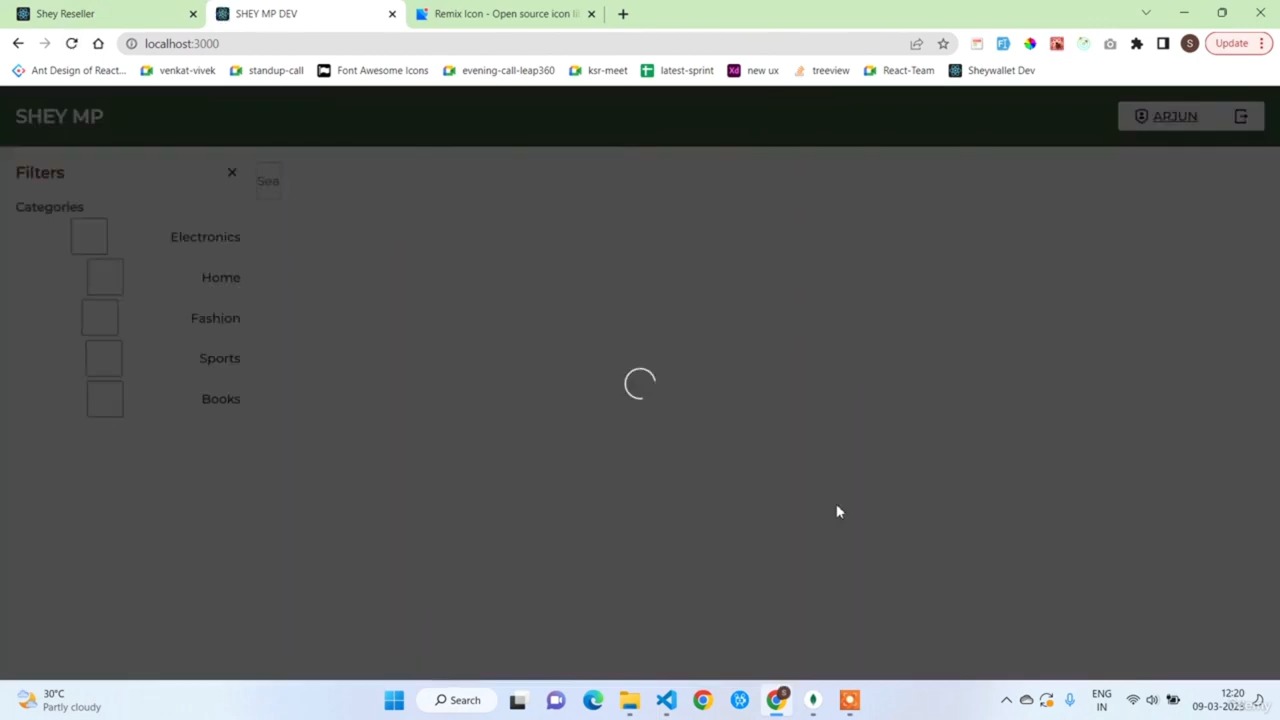 Shey Reseller
SHEY MP DEV
Remix Icon - Open source icon li
localhost:3000
Update
Ant Design of React...
venkat-vivek
standup-call
Font Awesome Icons
evening-call-leap360
ksr-meet
latest-sprint
new ux
treeview
React-Team
Sheywallet Dev
SHEY MP
ARJUN
Filters
Sea
Categories
Electronics
Home
Fashion
Sports
Books
30°C
Partly cloudy
Search
ENG
IN
12:20
09-03-2023